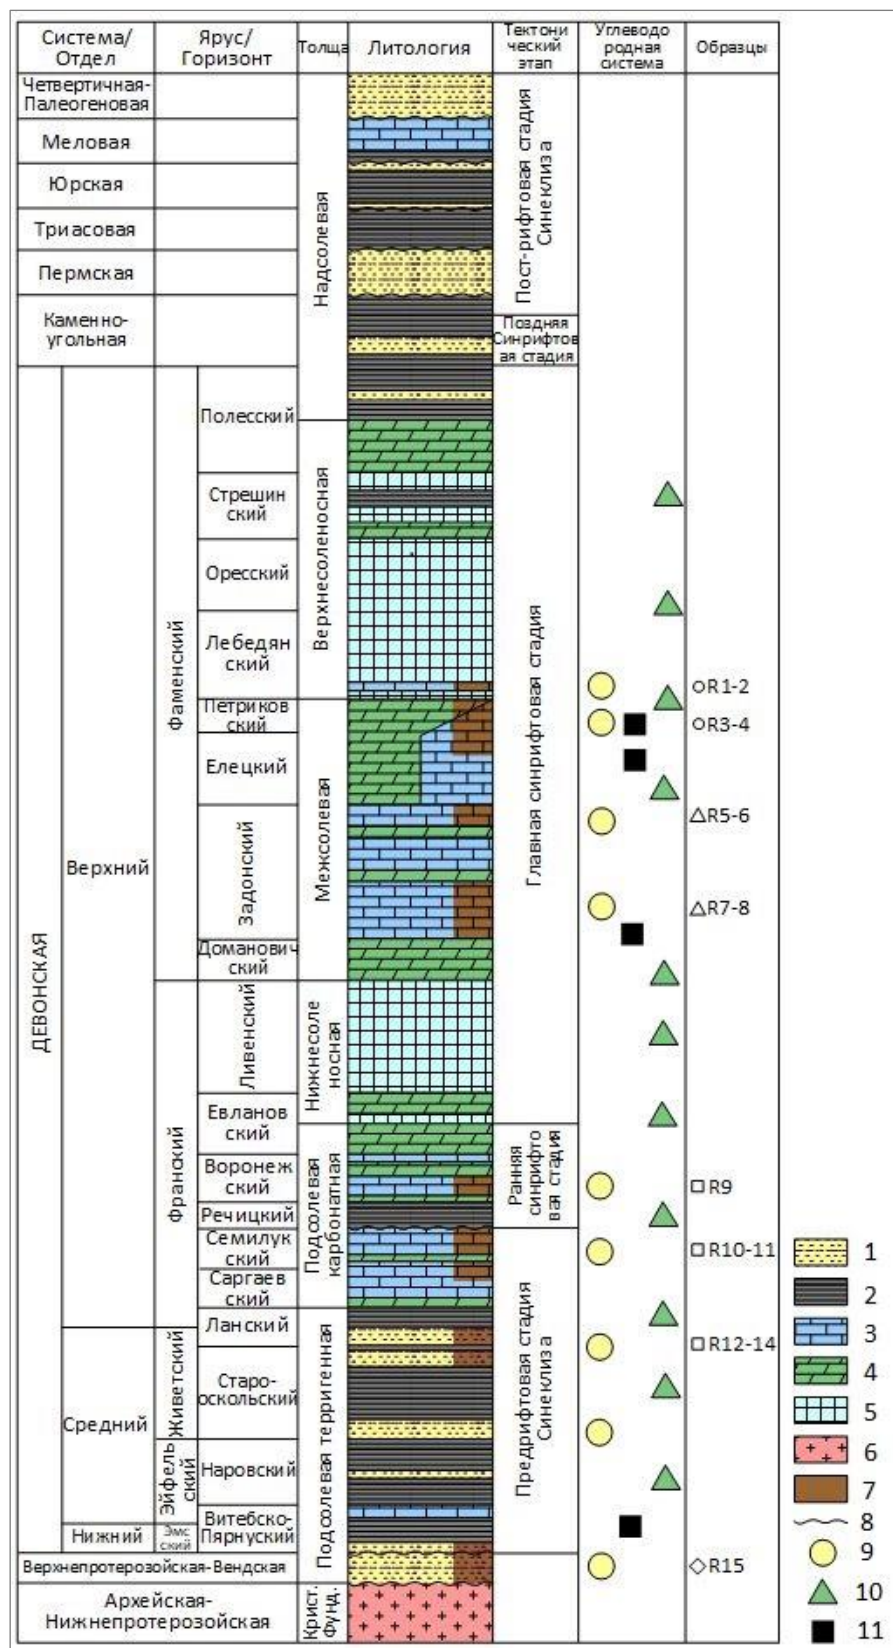 Система/
Отдел
Ярус/
Горизонт
Толща
Литология
Тектони
ческий
этап
Углеводо
родная
система
Образцы
Четвертичная-
Палеогеновая
Меловая
Юрская
Триасовая
Пермская
Каменно-
угольная
ДЕВОНСКАЯ
Верхний
Средний
Нижний
Верхнепротерозойская-Вендская
Архейская-
Нижнепротерозойская
Фаменский
Франский
Живетский
Эйфель
ский
Эмс
ский
Полесский
Стрешин
ский
Оресский
Лебедян
ский
Петриков
ский
Елецкий
Задонский
Доманович
ский
Ливенский
Евланов
ский
Воронеж
ский
Речицкий
Семилук
ский
Саргаев
ский
Ланский
Старо-
оскольский
Наровский
Витебско-
Пярнуский
Надсолевая
Верхнесоленосная
Межсолевая
Нижнесоле
носная
Подсолевая
карбонатная
Подсолевая терригенная
Крист.
Фунд.
Пост-рифтовая стадия
Синеклиза
Поздняя
Синрифтов
ая стадия
Главная синрифтовая стадия
Ранняя
синрифто
вая стадия
Предрифтовая стадия
Синеклиза
R1-2
R3-4
R5-6
R7-8
R9
R10-11
R12-14
R15
1
2
3
4
5
6
7
8
9
10
11